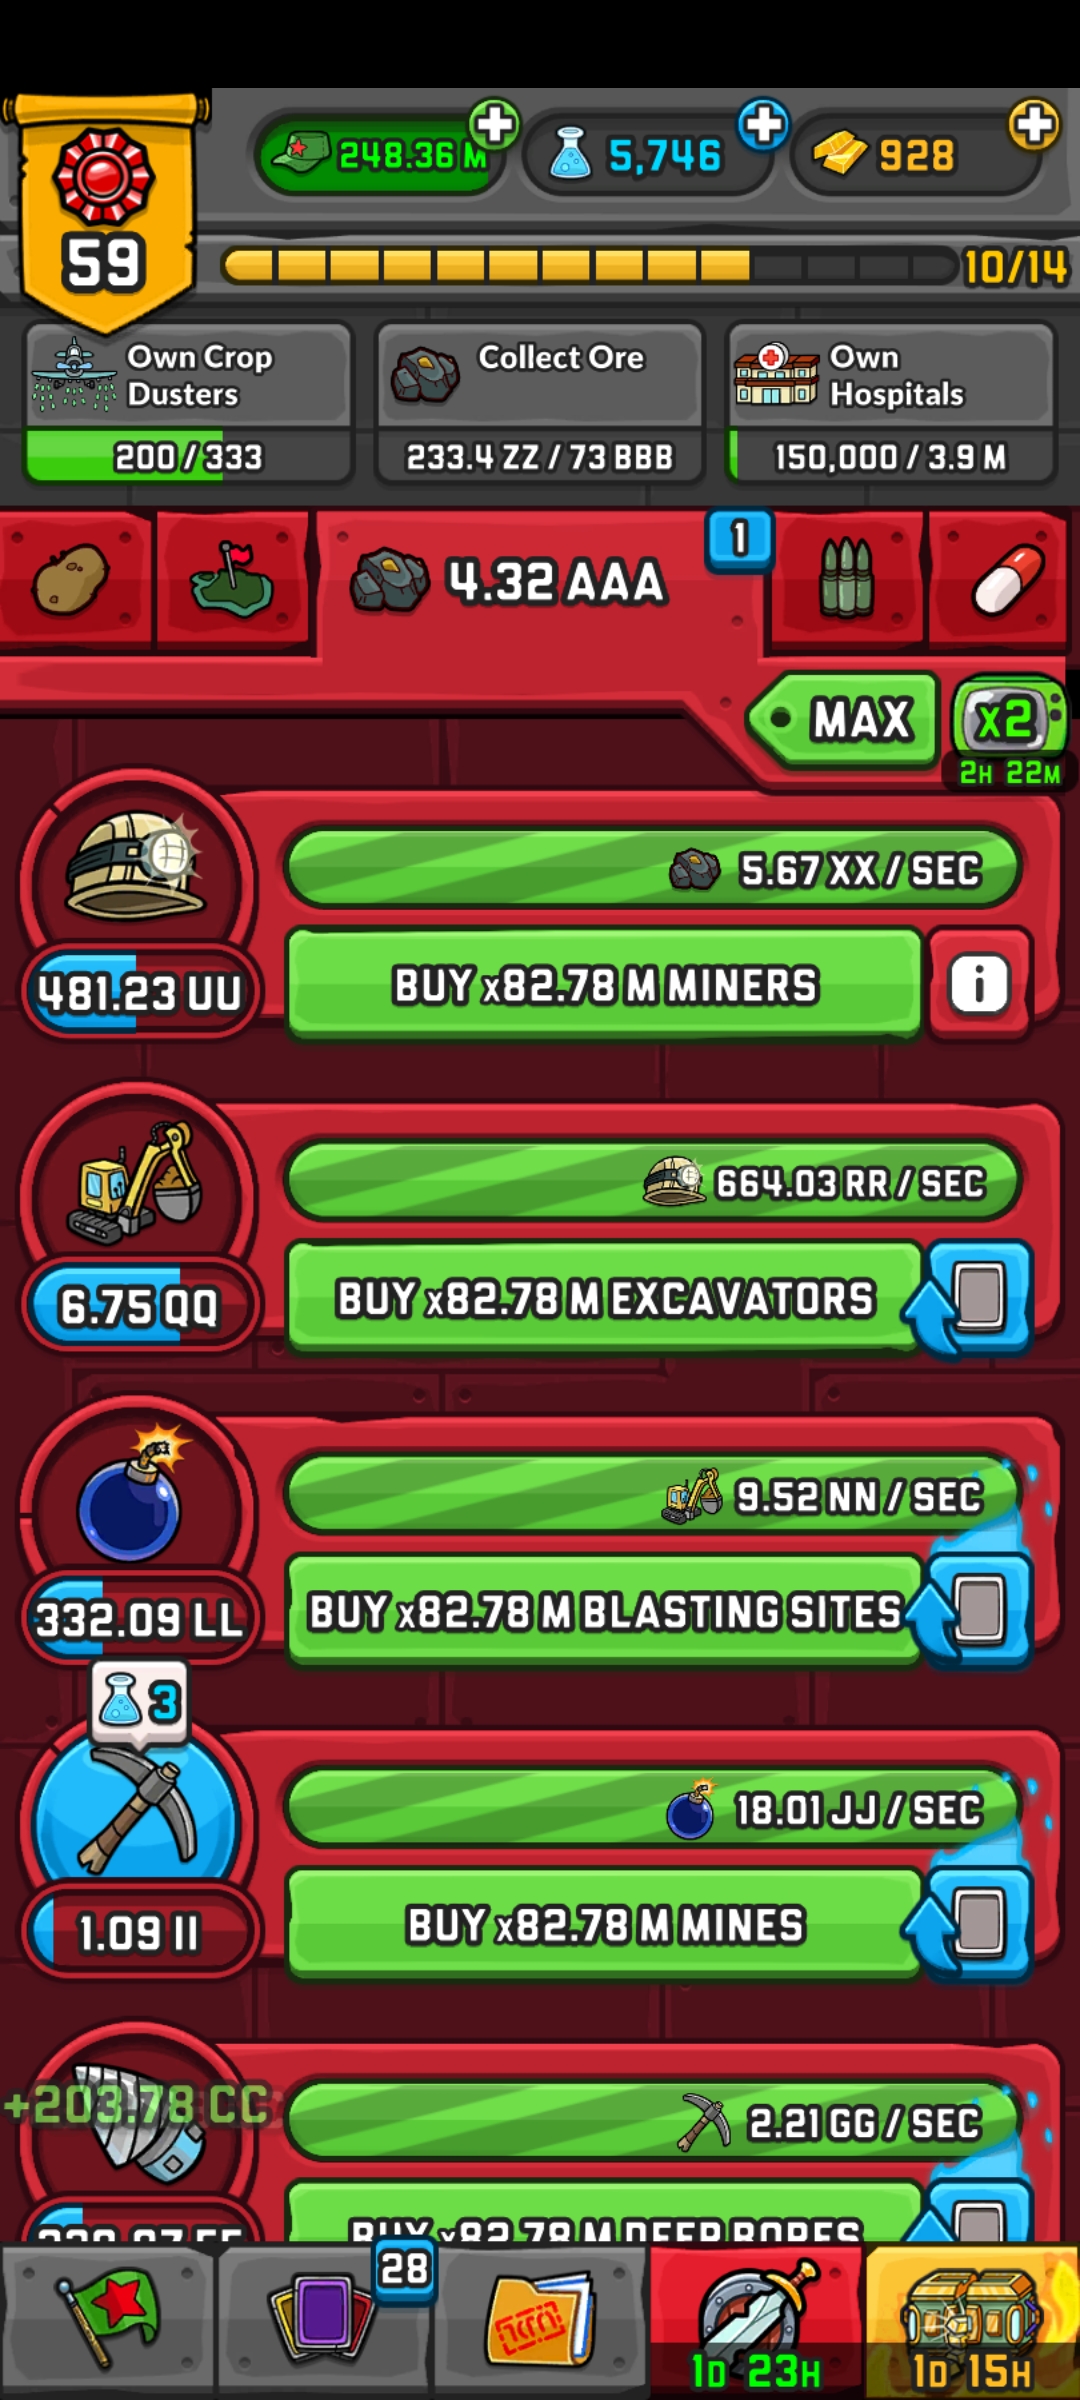 248.36 M
5,746
928
59
10/14
Own Crop
Dusters
200/333
Collect Ore
233.4 ZZ / 73 BBB
Own
Hospitals
150,000 / 3.9 M
4.32 AAA
1
MAX
x2
2H 22M
5.67 XX / SEC
481.23 UU
BUY x82.78 M MINERS
i
664.03 RR / SEC
6.75 QQ
BUY x82.78 M EXCAVATORS
9.52 NN / SEC
332.09 LL
BUY x82.78 M BLASTING SITES
3
18.01 JJ / SEC
1.09 II
BUY x82.78 M MINES
+203.78 CC
2.21 GG / SEC
BUY x82.78 M DEEP BORES
28
1D 23H
1D 15H